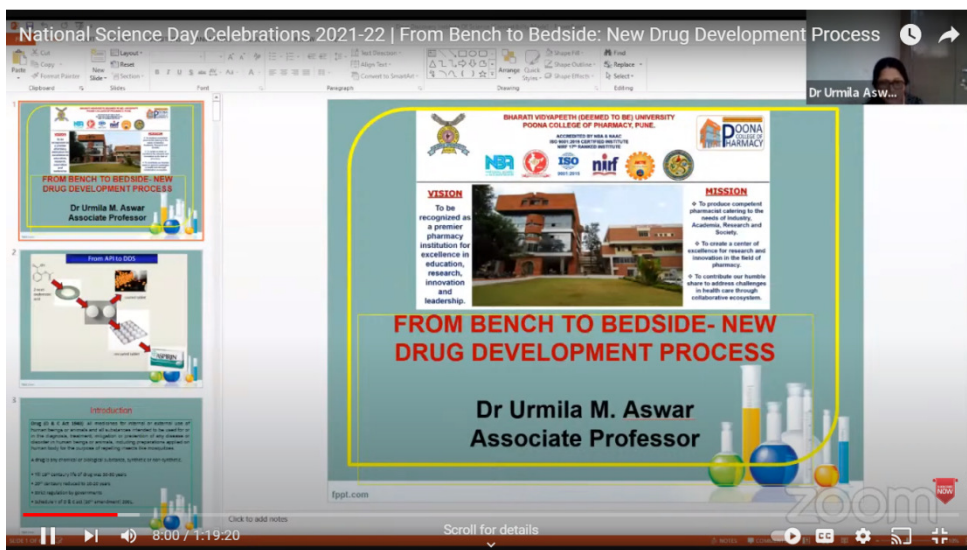 National Science Day Celebrations 2021-22 | From Bench to Bedside: New Drug Development Process
Cut
Copy
Format Painter
Paste
Clipboard
New
Slide
Layout
Reset
Section
Slides
Font
Text Direction
Align Text
Convert to SmartArt
Paragraph
Arrange
Quick
Styles
Shape Fill
Shape Outline
Shape Effects
Drawing
Find
Replace
Select
Editing
Dr Urmila Asw...
1
FROM BENCH TO BEDSIDE- NEW
DRUG DEVELOPMENT PROCESS
Dr Urmila M. Aswar
Associate Professor
2
From API to DDS
ASPIRIN
3
Introduction
BHARATI VIDYAPEETH (DEEMED TO BE) UNIVERSITY
POONA COLLEGE OF PHARMACY, PUNE.
ACCREDITED BY NBA & NAAC
ISO 9001:2015 CERTIFIED INSTITUTE
NIRF 17th RANKED INSTITUTE
POONA
COLLEGE OF
PHARMACY
NBA
ISO
9001:2015
nirf
VISION
To be
recognized as
a premier
pharmacy
institution for
excellence in
education,
research,
innovation
and
leadership.
MISSION
❖ To produce competent
pharmacist catering to the
needs of Industry,
Academia, Research and
Society.
❖ To create a center of
excellence for research and
innovation in the field of
pharmacy.
❖ To contribute our humble
share to address challenges
in health care through
collaborative ecosystem.
FROM BENCH TO BEDSIDE- NEW
DRUG DEVELOPMENT PROCESS
Dr Urmila M. Aswar
Associate Professor
fppt.com
zoom
SUBSCRIBE
NOW
Click to add notes
8:00 / 1:19:20
Scroll for details
CC